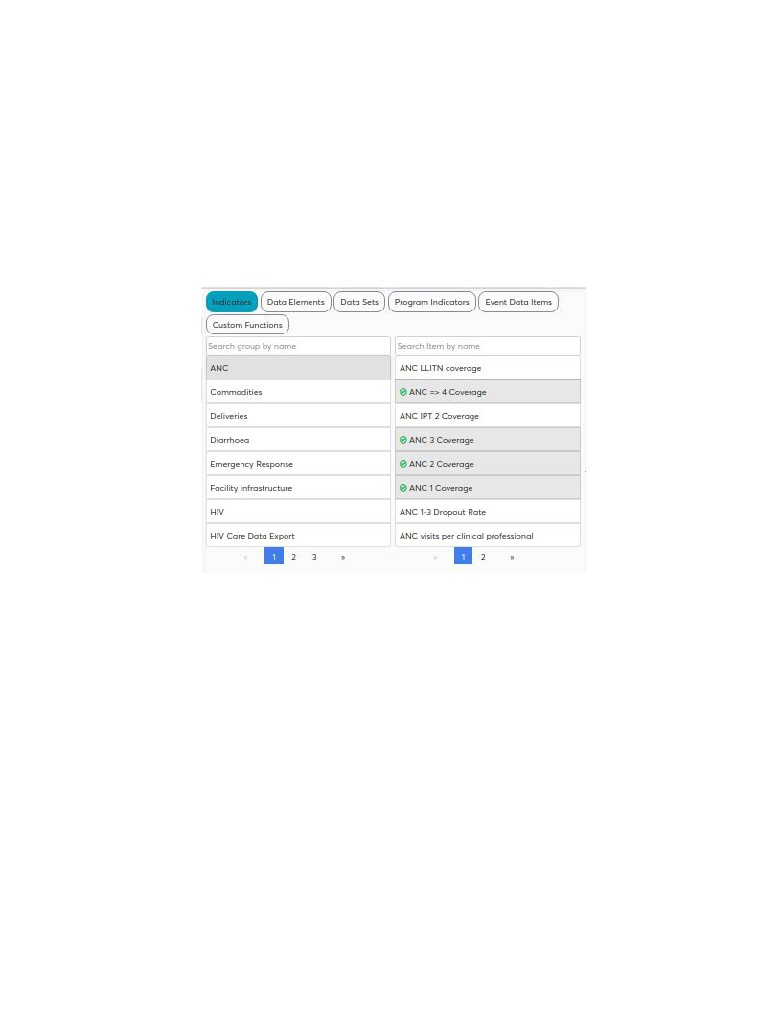 Indicators Data Elements Data Sets Program Indicators Event Data Items
Custom Functions
Search group by name Search Item by name
ANC ANC LLITN coverage
Commodities ANC => 4 Coverage
Deliveries ANC IPT 2 Coverage
Diarrhoea ANC 3 Coverage
Emergency Response ANC 2 Coverage
Facility infrastructure ANC 1 Coverage
HIV ANC 1-3 Dropout Rate
HIV Care Data Export ANC visits per clinical professional
« 1 2 3 » « 1 2 »